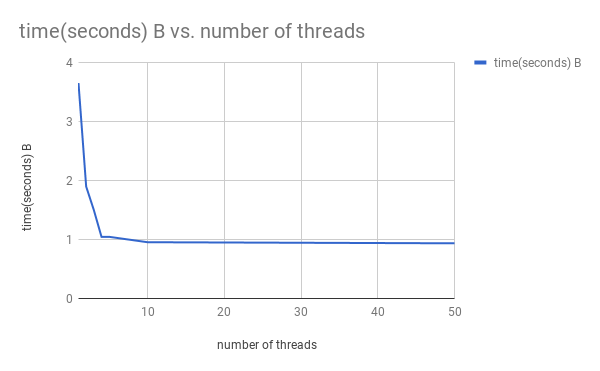 time(seconds) B vs. number of threads
time(seconds) B
time(seconds) B
4
3
2
1
0
10
20
30
40
50
number of threads